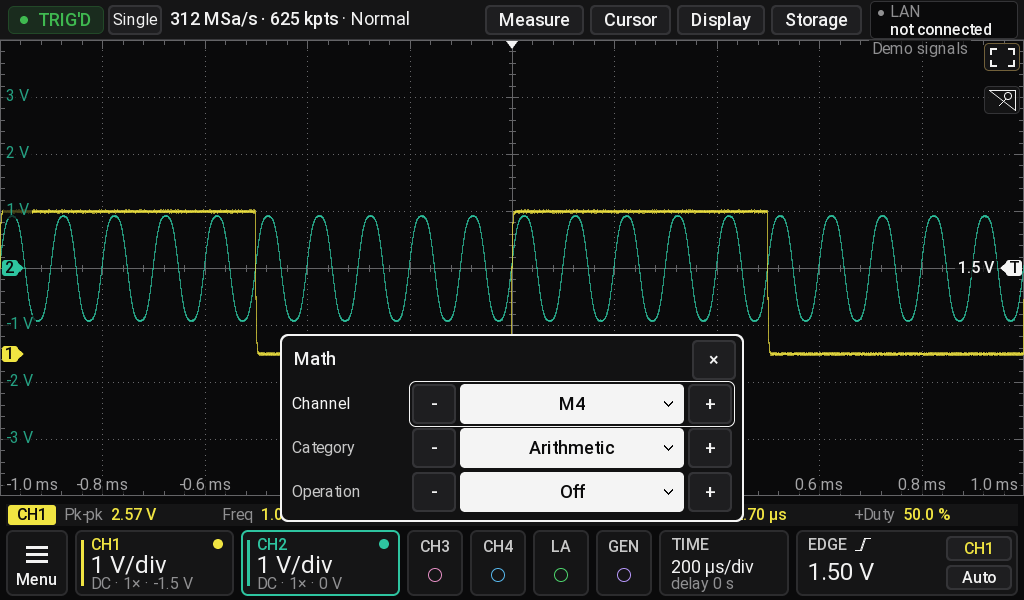 TRIG'D Single 312 MSa/s · 625 kpts · Normal Measure Cursor Display Storage LAN
not connected
Demo signals
3 V
2 V
1 V
2 1.5 V T
-1 V
1
-2 V
-3 V
Math ×
Channel - M4 +
Category - Arithmetic +
Operation - Off +
-1.0 ms -0.8 ms -0.6 ms 0.6 ms 0.8 ms 1.0 ms
CH1 Pk-pk 2.57 V Freq 1.0 .70 µs +Duty 50.0 %
Menu
CH1
1 V/div
DC · 1× · -1.5 V
CH2
1 V/div
DC · 1× · 0 V
CH3 CH4 LA GEN
TIME
200 µs/div
delay 0 s
EDGE
1.50 V
CH1
Auto